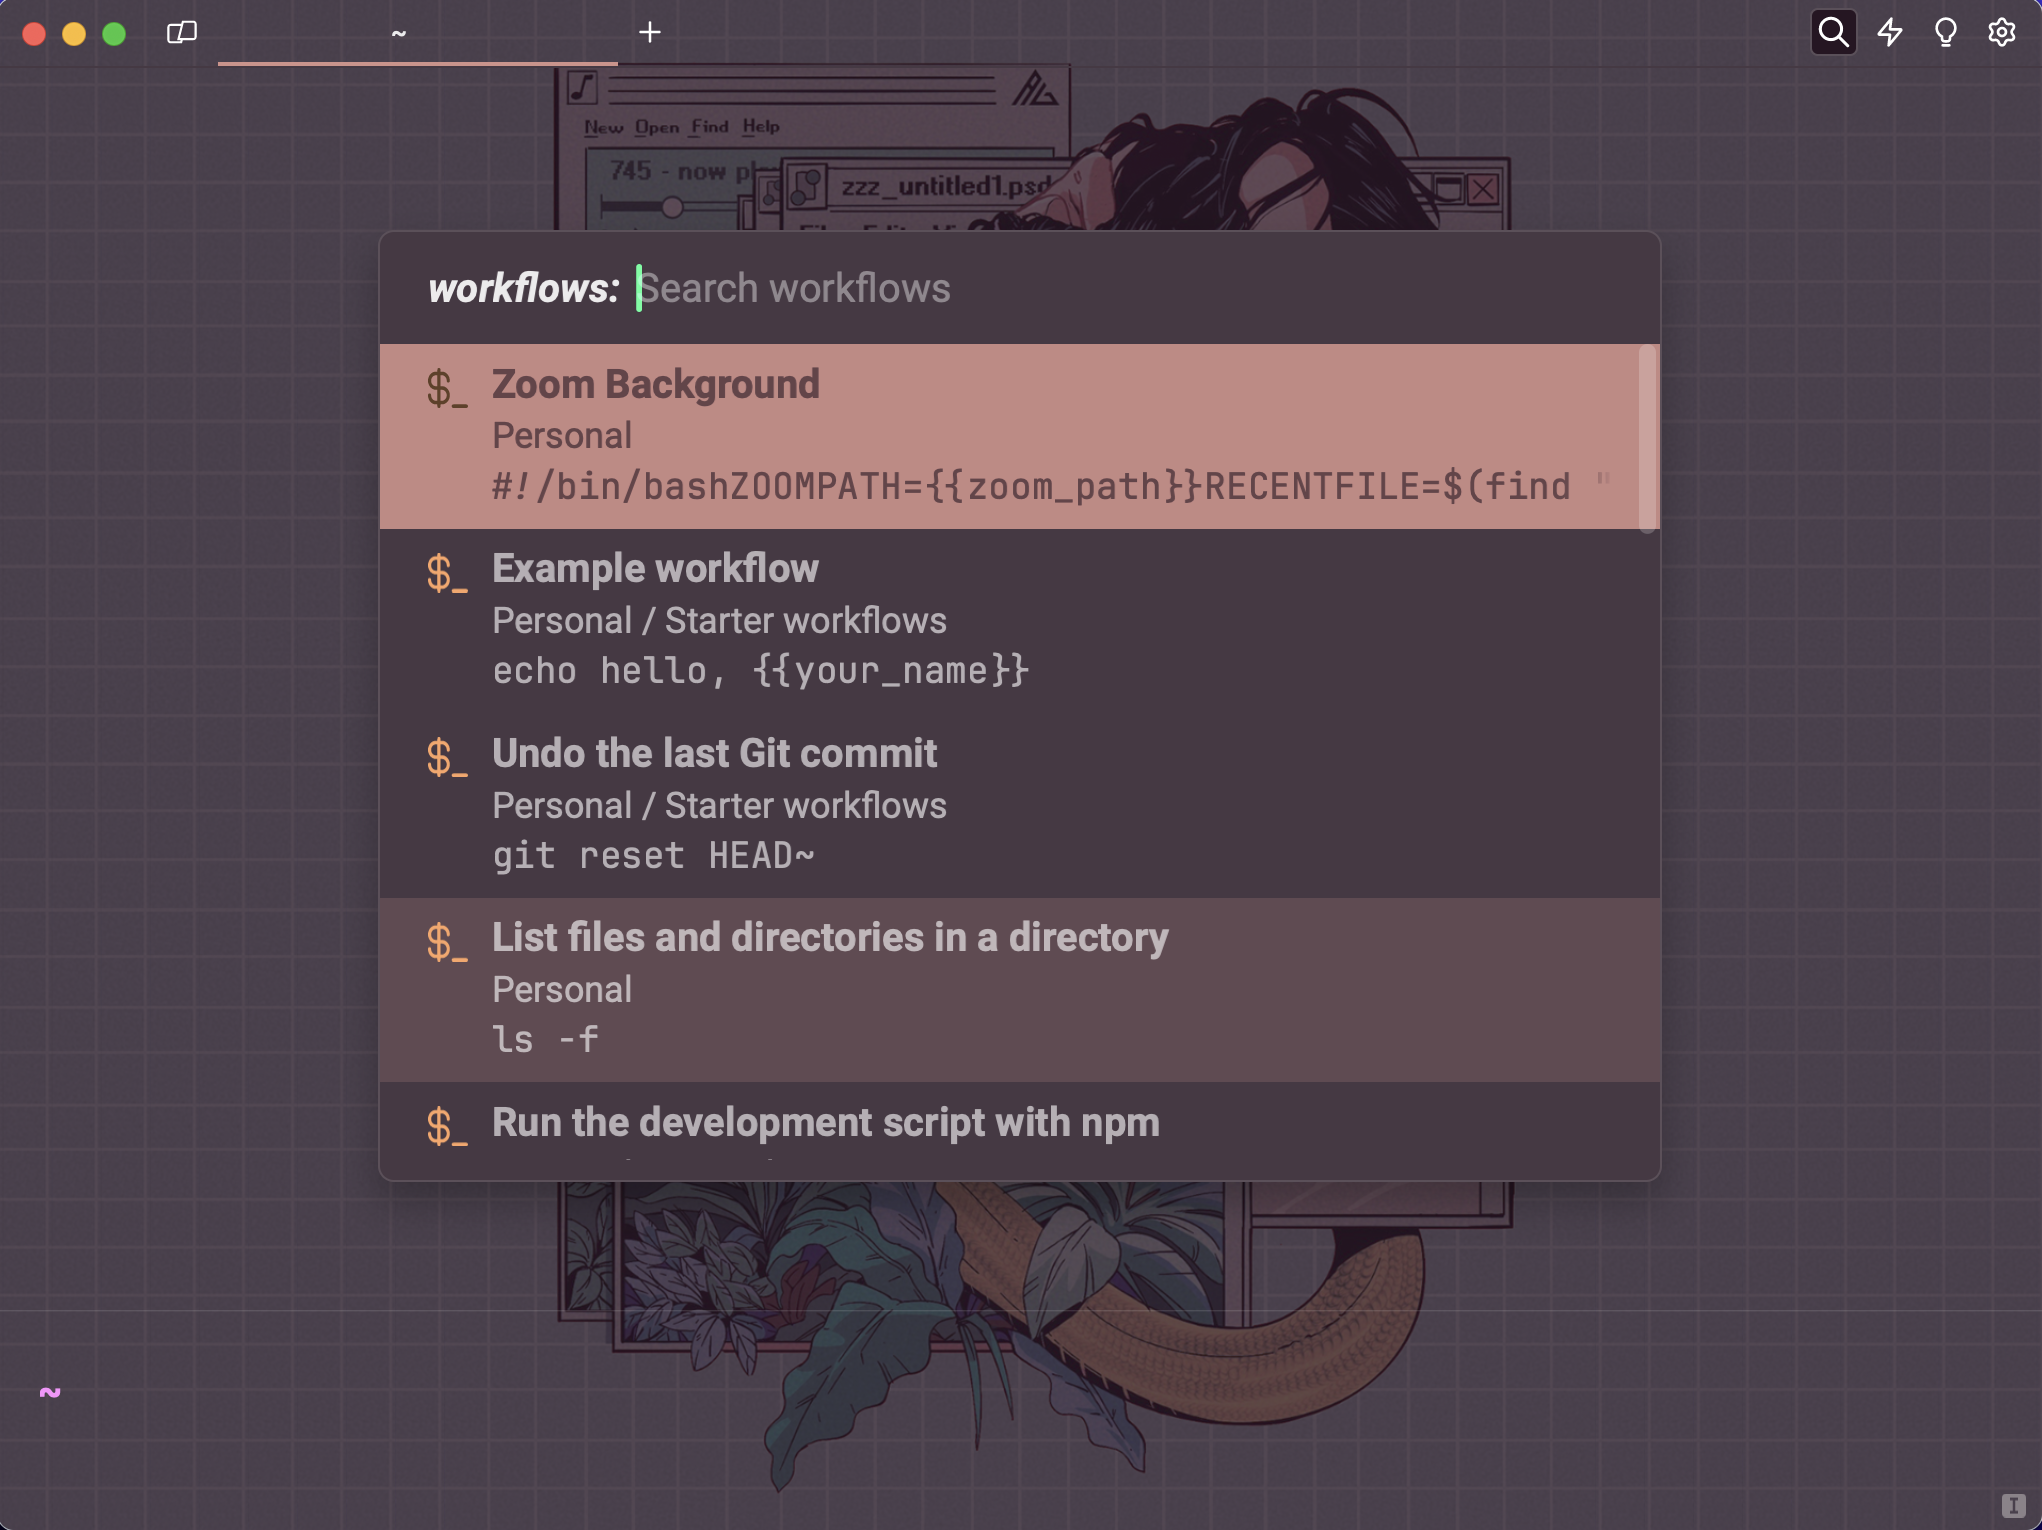 ~
New Open Find Help
745 - now
zzz_untitled1.psd
workflows: Search workflows
$_ Zoom Background
Personal
#!/bin/bashZOOMPATH={{zoom_path}}RECENTFILE=$(find "
$_ Example workflow
Personal / Starter workflows
echo hello, {{your_name}}
$_ Undo the last Git commit
Personal / Starter workflows
git reset HEAD~
$_ List files and directories in a directory
Personal
ls -f
$_ Run the development script with npm
~
I